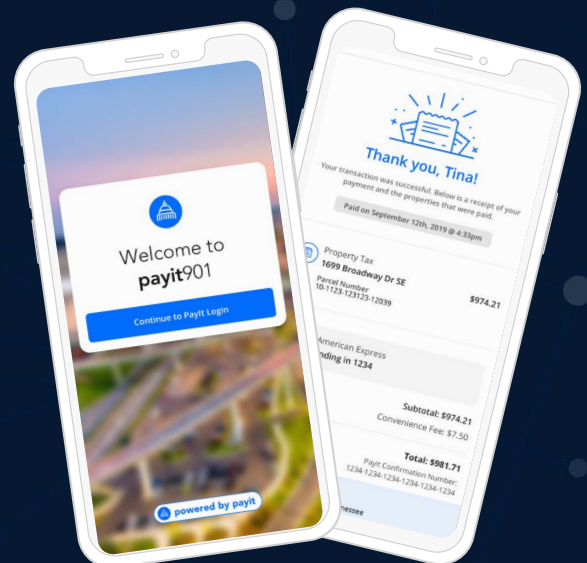 Welcome to
payit901
Continue to PayIt Login
powered by payit
Thank you, Tina!
Your transaction was successful. Below is a receipt of your
payment and the properties that were paid.
Paid on September 12th, 2019 @ 4:33pm
Property Tax
1699 Broadway Dr SE
$974.21
Parcel Number
10-1123-123123-12039
American Express
nding in 1234
Subtotal: $974.21
Convenience Fee: $7.50
Total: $981.71
PayIt Confirmation Number:
1234-1234-1234-1234-1234-1234
nessee